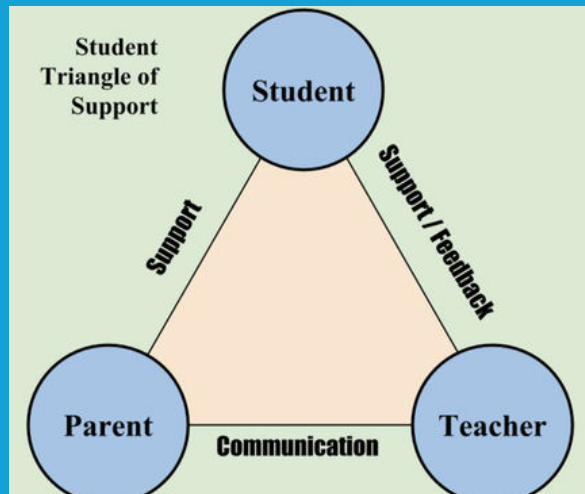 Student
Triangle of
Support
Student
Support
Support / Feedback
Parent
Communication
Teacher